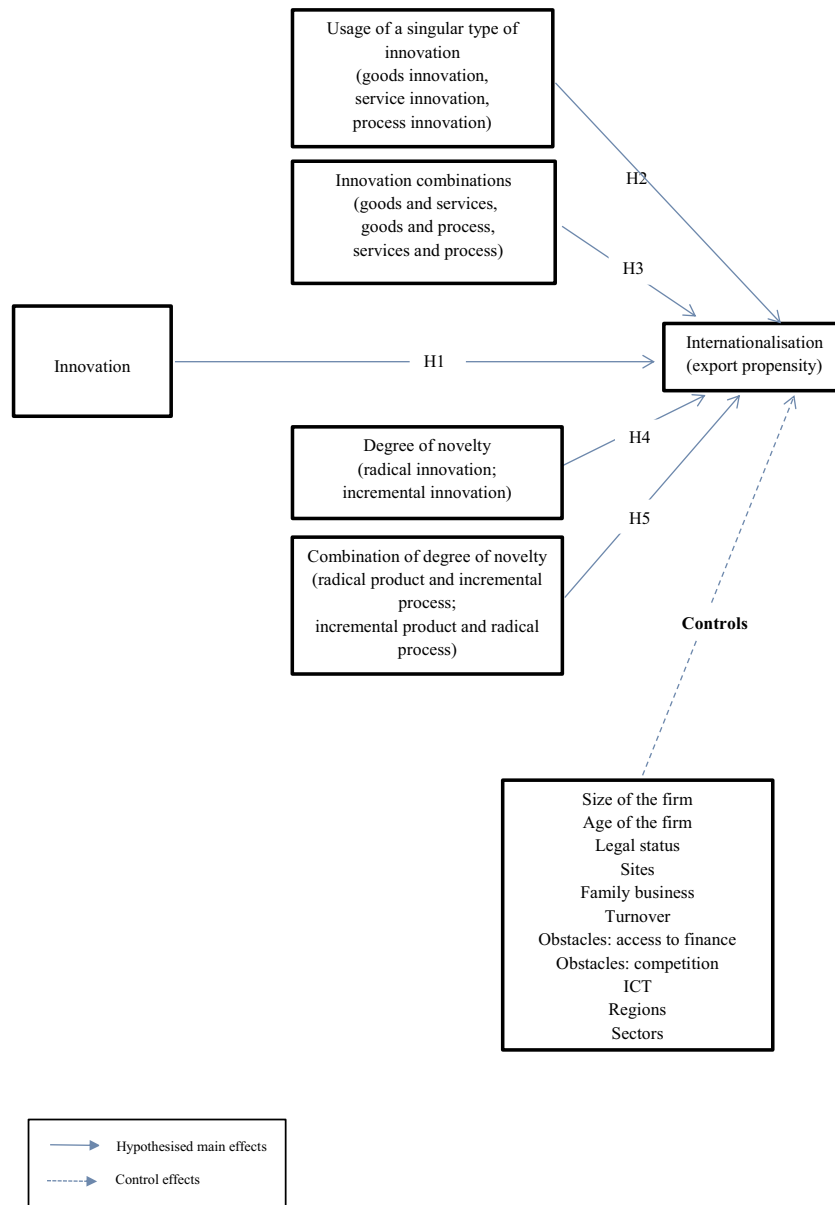 Usage of a singular type of
innovation
(goods innovation,
service innovation,
process innovation)
H2
Innovation combinations
(goods and services,
goods and process,
services and process)
H3
Innovation
H1
Internationalisation
(export propensity)
Degree of novelty
(radical innovation;
incremental innovation)
H4
H5
Combination of degree of novelty
(radical product and incremental
process;
incremental product and radical
process)
Controls
Size of the firm
Age of the firm
Legal status
Sites
Family business
Turnover
Obstacles: access to finance
Obstacles: competition
ICT
Regions
Sectors
Hypothesised main effects
Control effects